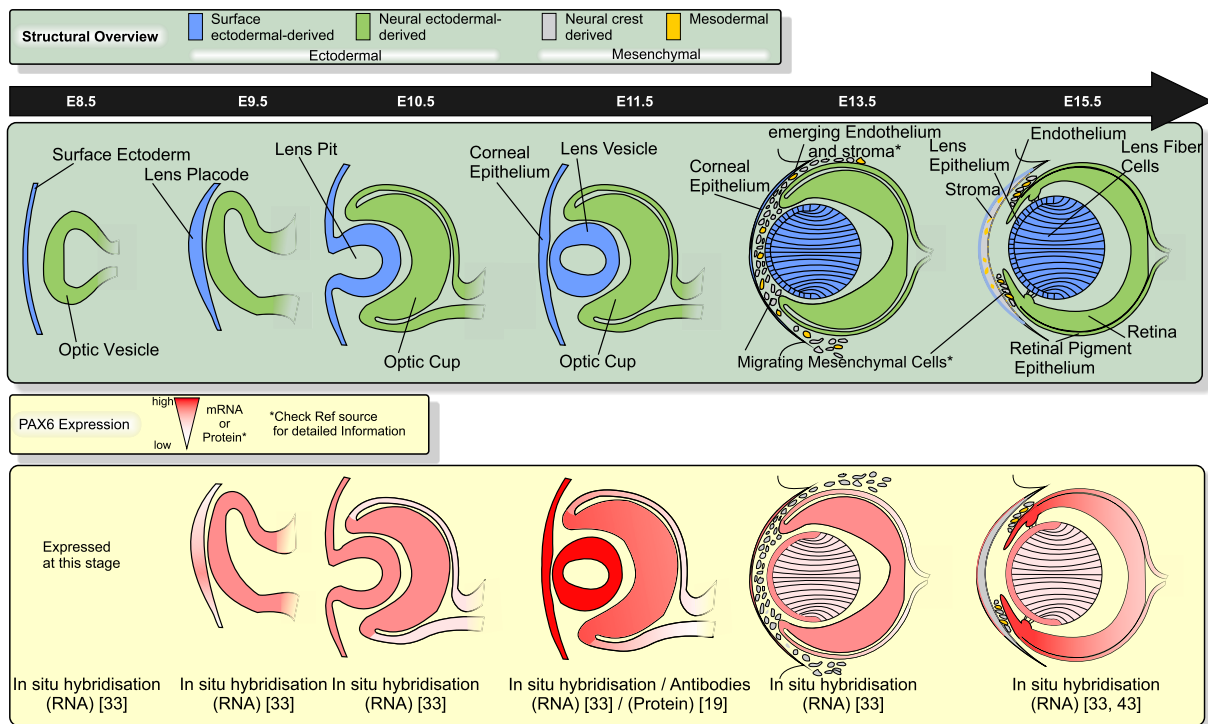 Structural Overview
Surface
ectodermal-derived
Neural ectodermal-
derived
Neural crest
derived
Mesodermal
Ectodermal
Mesenchymal
E8.5
E9.5
E10.5
E11.5
E13.5
E15.5
Surface Ectoderm
Lens Placode
Optic Vesicle
Lens Pit
Optic Cup
Corneal
Epithelium
Lens Vesicle
Optic Cup
emerging Endothelium
and stroma*
Corneal
Epithelium
Migrating Mesenchymal Cells*
Endothelium
Lens
Epithelium
Lens Fiber
Cells
Stroma
Retina
Retinal Pigment
Epithelium
PAX6 Expression
high
low
mRNA
or
Protein*
*Check Ref source
for detailed Information
Expressed
at this stage
In situ hybridisation
(RNA) [33]
In situ hybridisation
(RNA) [33]
In situ hybridisation
(RNA) [33]
In situ hybridisation / Antibodies
(RNA) [33] / (Protein) [19]
In situ hybridisation
(RNA) [33]
In situ hybridisation
(RNA) [33, 43]